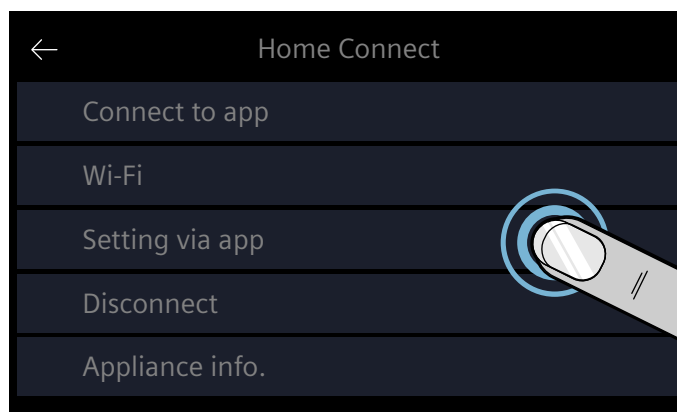 Home Connect
Connect to app
Wi-Fi
Setting via app
Disconnect
Appliance info.